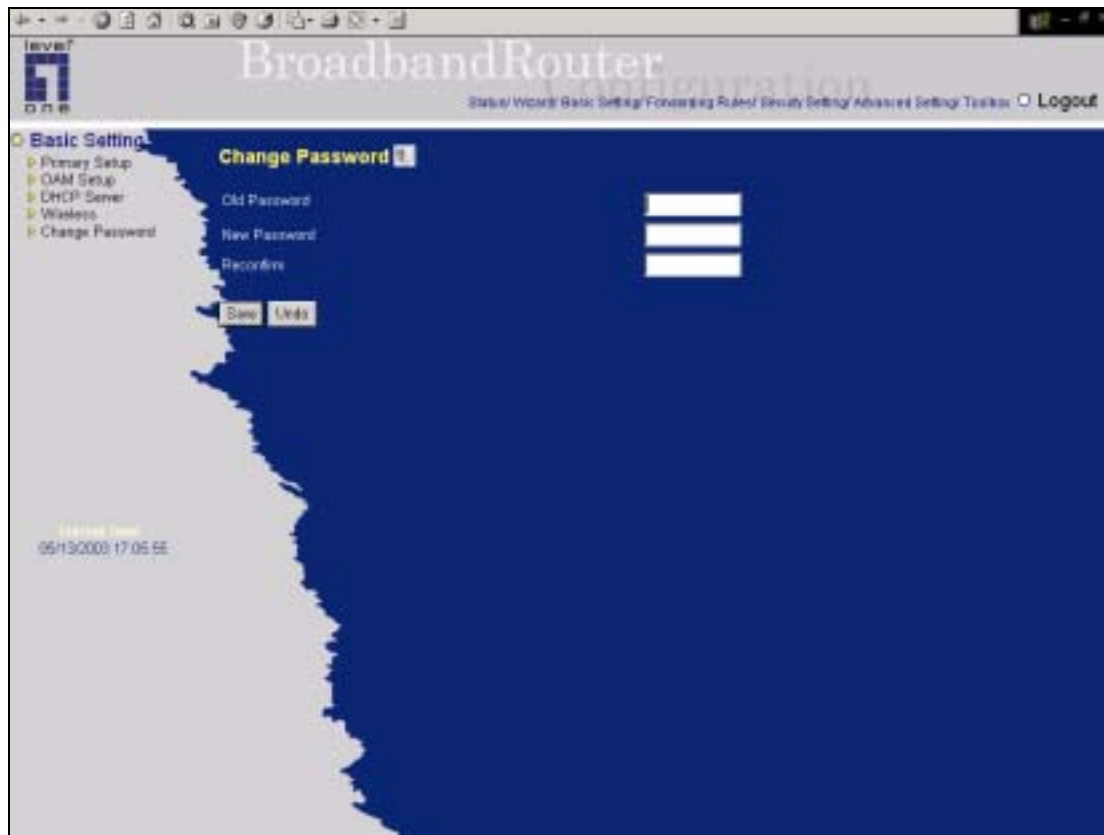 level
one
BroadbandRouter
Configuration
Status/ Wizard/ Basic Setting/ Forwarding Rules/ Security Setting/ Advanced Setting/ Toolbox Logout
Basic Setting
Primary Setup
OAM Setup
DHCP Server
Wireless
Change Password
Change Password
Old Password
New Password
Reconfirm
Save Undo
05/13/2003 17:05:55